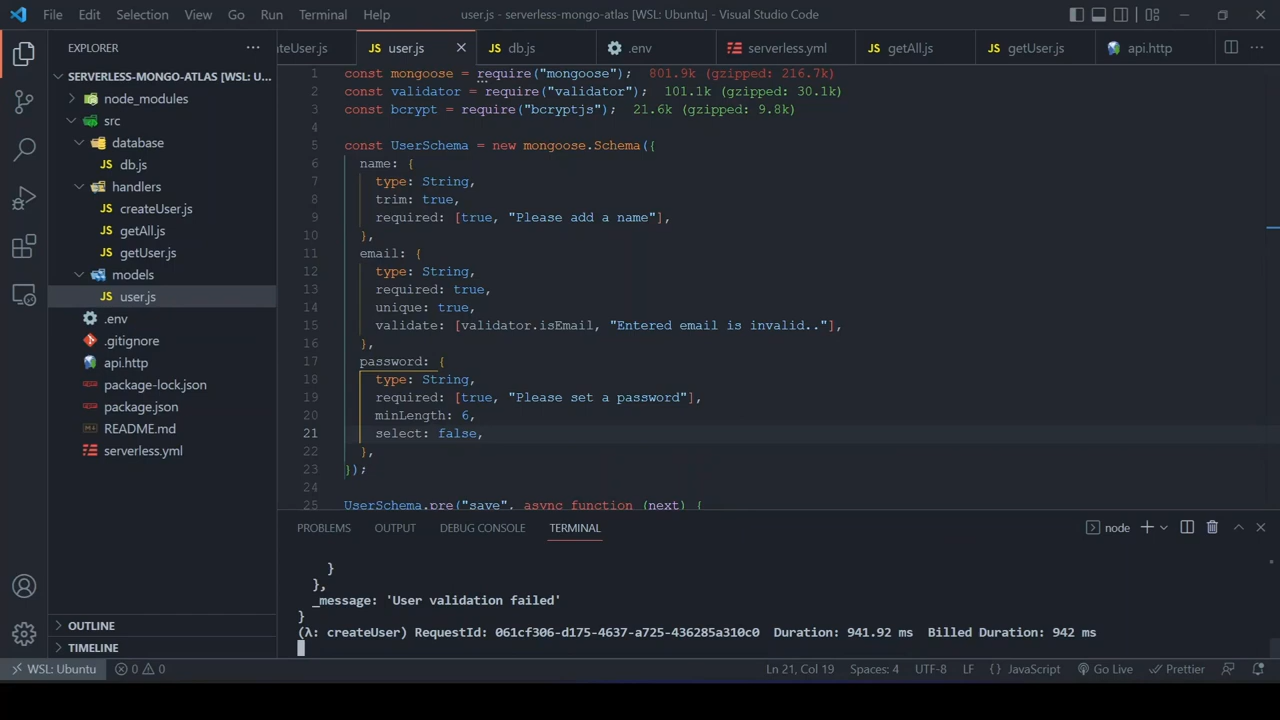 File Edit Selection View Go Run Terminal Help user.js - serverless-mongo-atlas [WSL: Ubuntu] - Visual Studio Code
EXPLORER
SERVERLESS-MONGO-ATLAS [WSL: U...
node_modules
src
database
JS db.js
handlers
JS createUser.js
JS getAll.js
JS getUser.js
models
JS user.js
.env
.gitignore
api.http
package-lock.json
package.json
README.md
serverless.yml
OUTLINE
TIMELINE
ateUser.js JS user.js JS db.js .env serverless.yml JS getAll.js JS getUser.js api.http
1 const mongoose = require("mongoose"); 801.9k (gzipped: 216.7k)
2 const validator = require("validator"); 101.1k (gzipped: 30.1k)
3 const bcrypt = require("bcryptjs"); 21.6k (gzipped: 9.8k)
4
5 const UserSchema = new mongoose.Schema({
6 name: {
7 type: String,
8 trim: true,
9 required: [true, "Please add a name"],
10 },
11 email: {
12 type: String,
13 required: true,
14 unique: true,
15 validate: [validator.isEmail, "Entered email is invalid.."],
16 },
17 password: {
18 type: String,
19 required: [true, "Please set a password"],
20 minLength: 6,
21 select: false,
22 },
23 });
24
25 UserSchema.pre("save", async function (next) {
PROBLEMS OUTPUT DEBUG CONSOLE TERMINAL node
}
},
_message: 'User validation failed'
}
(λ: createUser) RequestId: 061cf306-d175-4637-a725-436285a310c0 Duration: 941.92 ms Billed Duration: 942 ms
WSL: Ubuntu 0 0 Ln 21, Col 19 Spaces: 4 UTF-8 LF {} JavaScript Go Live Prettier